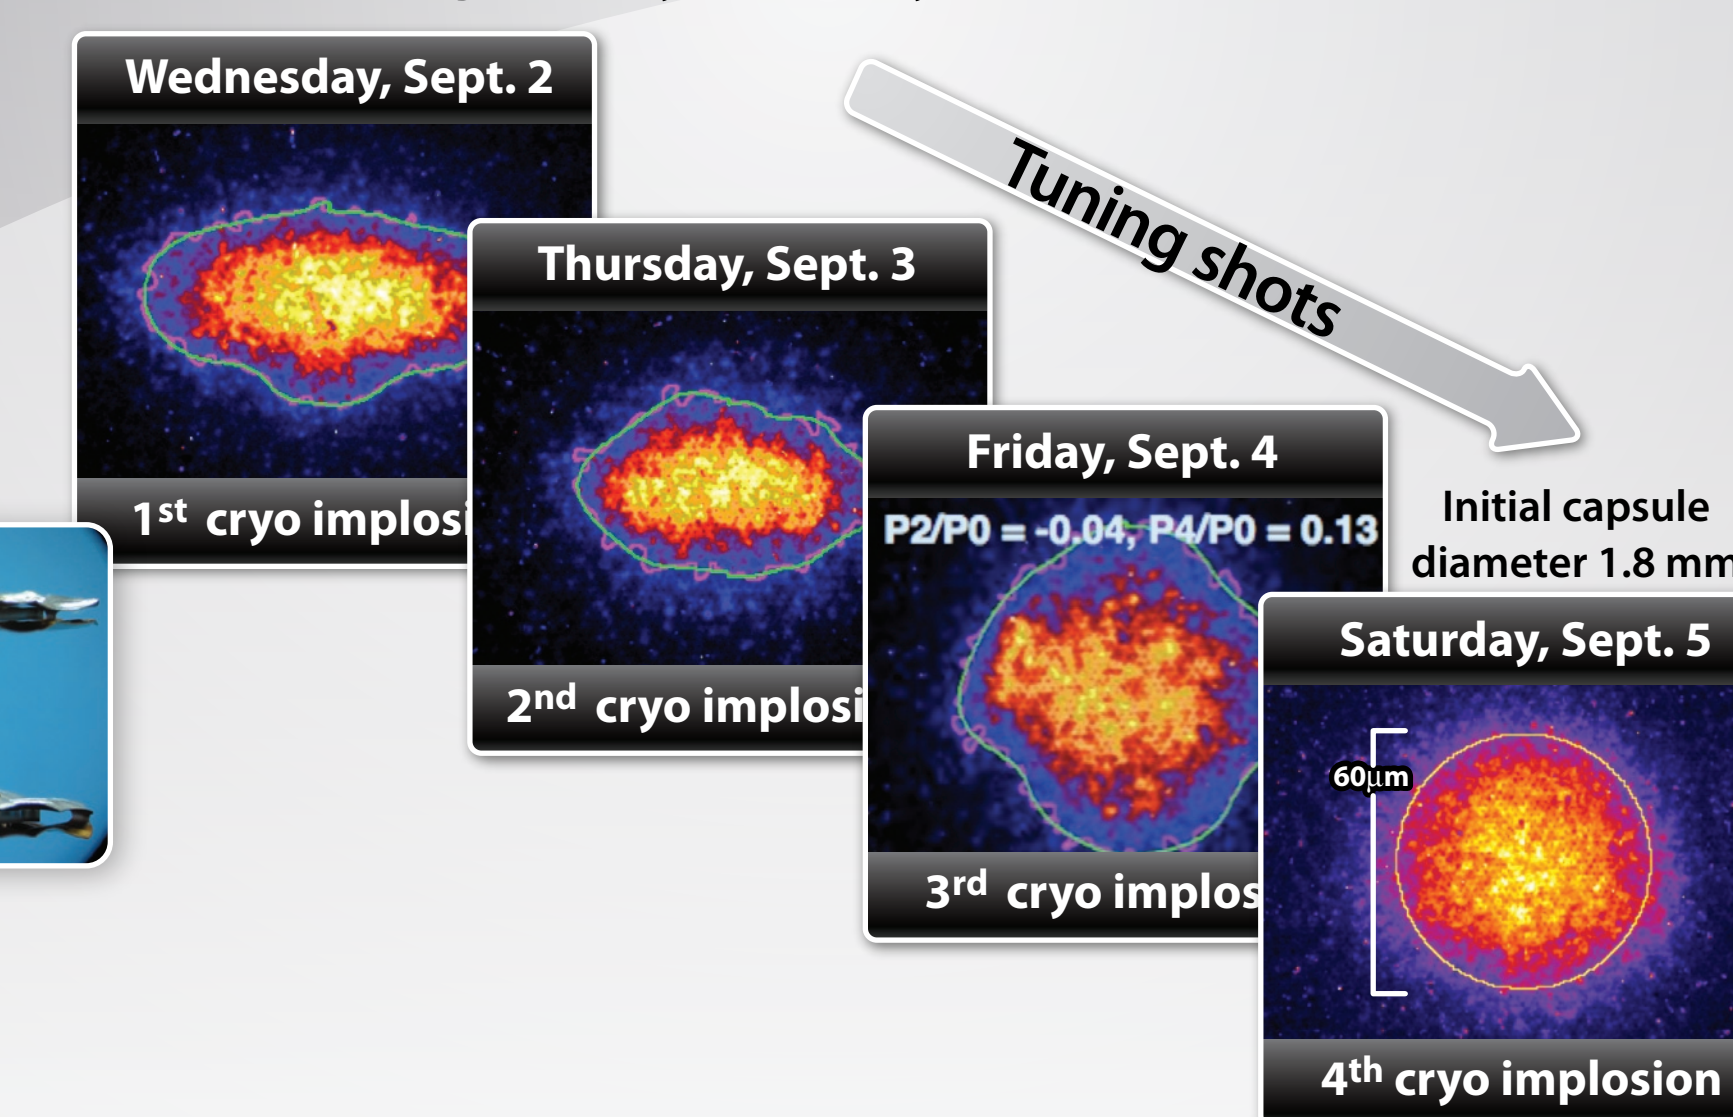 Wednesday, Sept. 2
1st cryo implosi
Thursday, Sept. 3
2nd cryo implosi
Tuning shots
Friday, Sept. 4
P2/P0 = -0.04, P4/P0 = 0.13
3rd cryo implos
Initial capsule
diameter 1.8 mm
Saturday, Sept. 5
60μm
4th cryo implosion